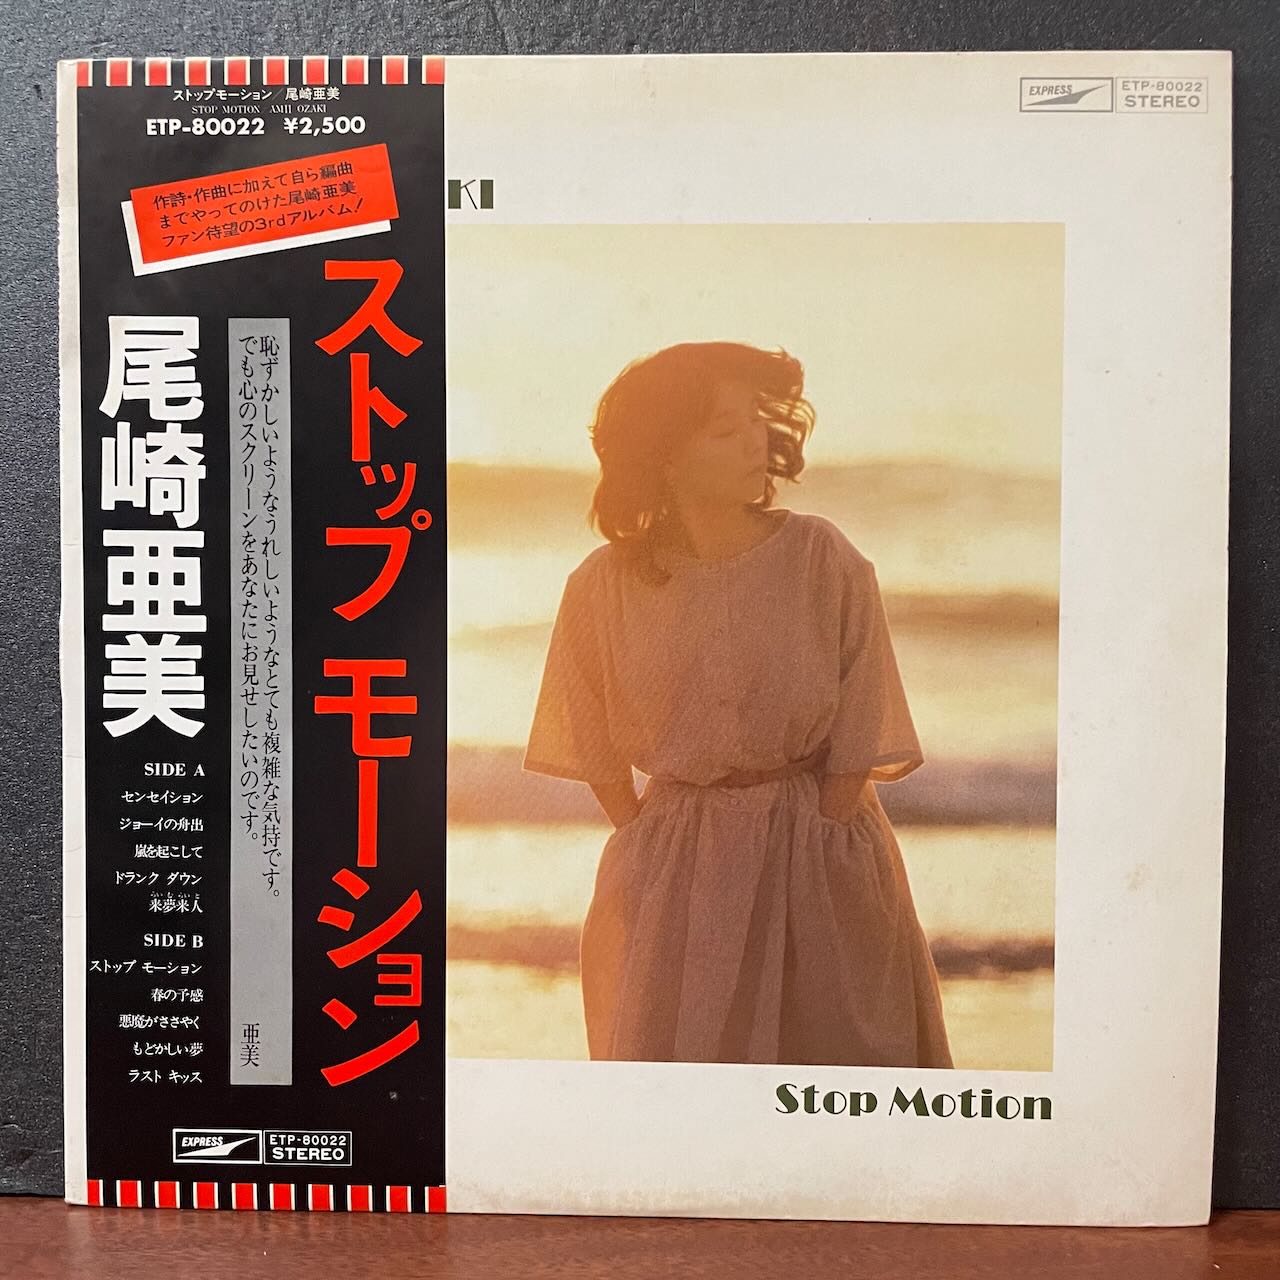 ストップモーション／尾崎亜美
STOP MOTION AMII OZAKI
ETP-80022 ¥2,500
作詩・作曲に加えて自ら編曲
までやってのけた尾崎亜美
ファン待望の3rdアルバム!
ストップ モーション
恥ずかしいようなうれしいようなとても複雑な気持です。
でも心のスクリーンをあなたにお見せしたいのです。
亜美
尾崎亜美
SIDE A
センセイション
ジョーイの舟出
嵐を起こして
ドランク ダウン
らいむらいと
来夢来人
SIDE B
ストップ モーション
春の予感
悪魔がささやく
もどかしい夢
ラスト キッス
EXPRESS
ETP-80022
STEREO
EXPRESS
ETP-80022
STEREO
KI
Stop Motion